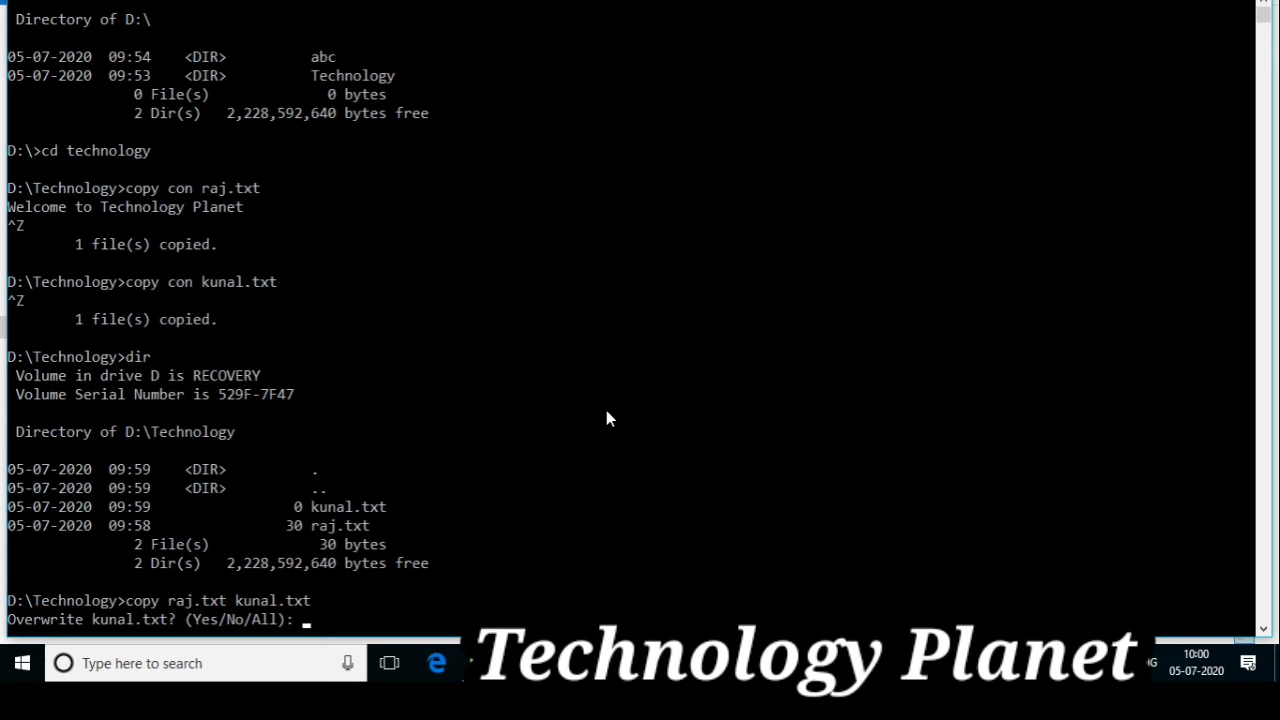 Directory of D:\
05-07-2020 09:54 <DIR> abc
05-07-2020 09:53 <DIR> Technology
0 File(s) 0 bytes
2 Dir(s) 2,228,592,640 bytes free
D:\>cd technology
D:\Technology>copy con raj.txt
Welcome to Technology Planet
^Z
1 file(s) copied.
D:\Technology>copy con kunal.txt
^Z
1 file(s) copied.
D:\Technology>dir
Volume in drive D is RECOVERY
Volume Serial Number is 529F-7F47
Directory of D:\Technology
05-07-2020 09:59 <DIR> .
05-07-2020 09:59 <DIR> ..
05-07-2020 09:59 0 kunal.txt
05-07-2020 09:58 30 raj.txt
2 File(s) 30 bytes
2 Dir(s) 2,228,592,640 bytes free
D:\Technology>copy raj.txt kunal.txt
Overwrite kunal.txt? (Yes/No/All):
Type here to search
Technology Planet
10:00
05-07-2020